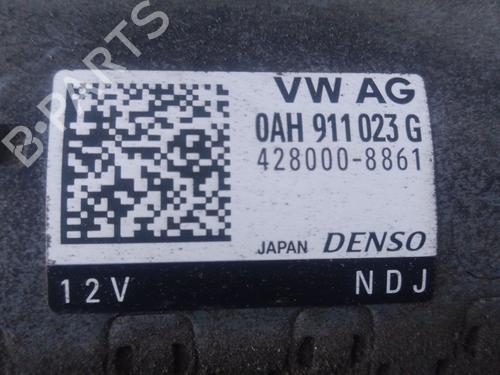 B-PARTS
VW AG
0AH 911 023 G
428000-8861
JAPAN DENSO
12V NDJ